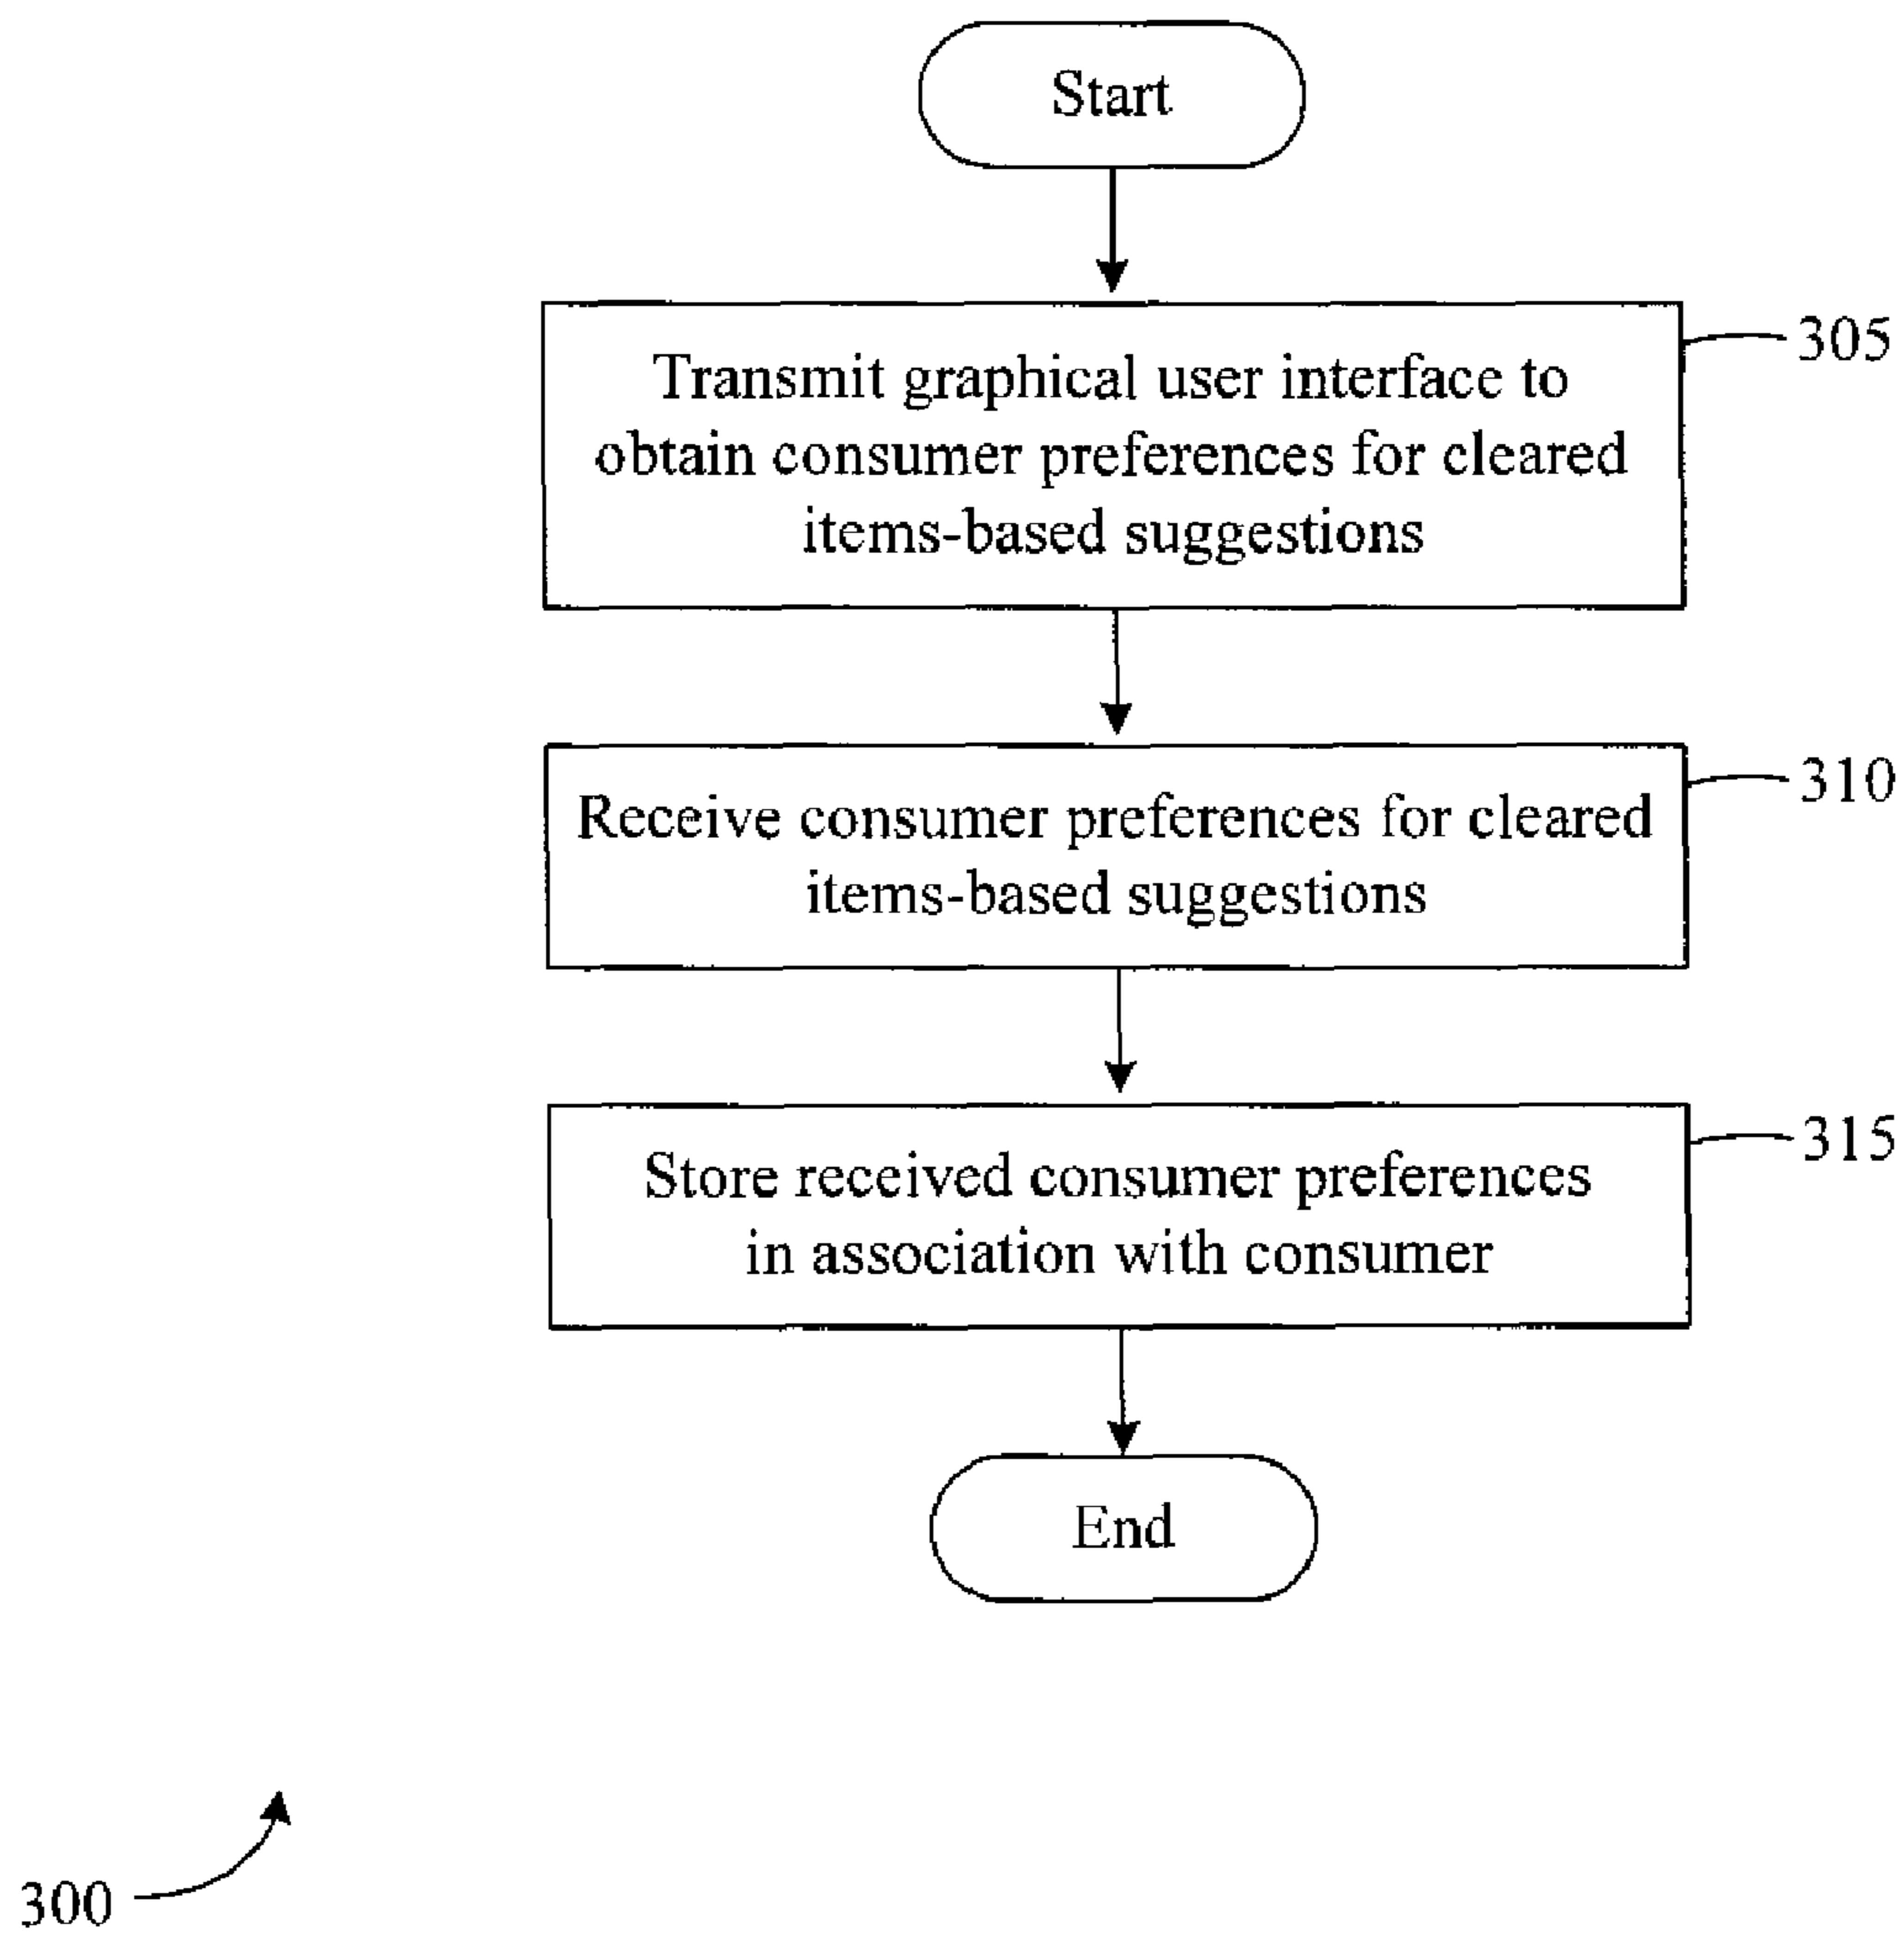 Start
Transmit graphical user interface to
obtain consumer preferences for cleared
items-based suggestions
305
Receive consumer preferences for cleared
items-based suggestions
310
Store received consumer preferences
in association with consumer
315
End
300